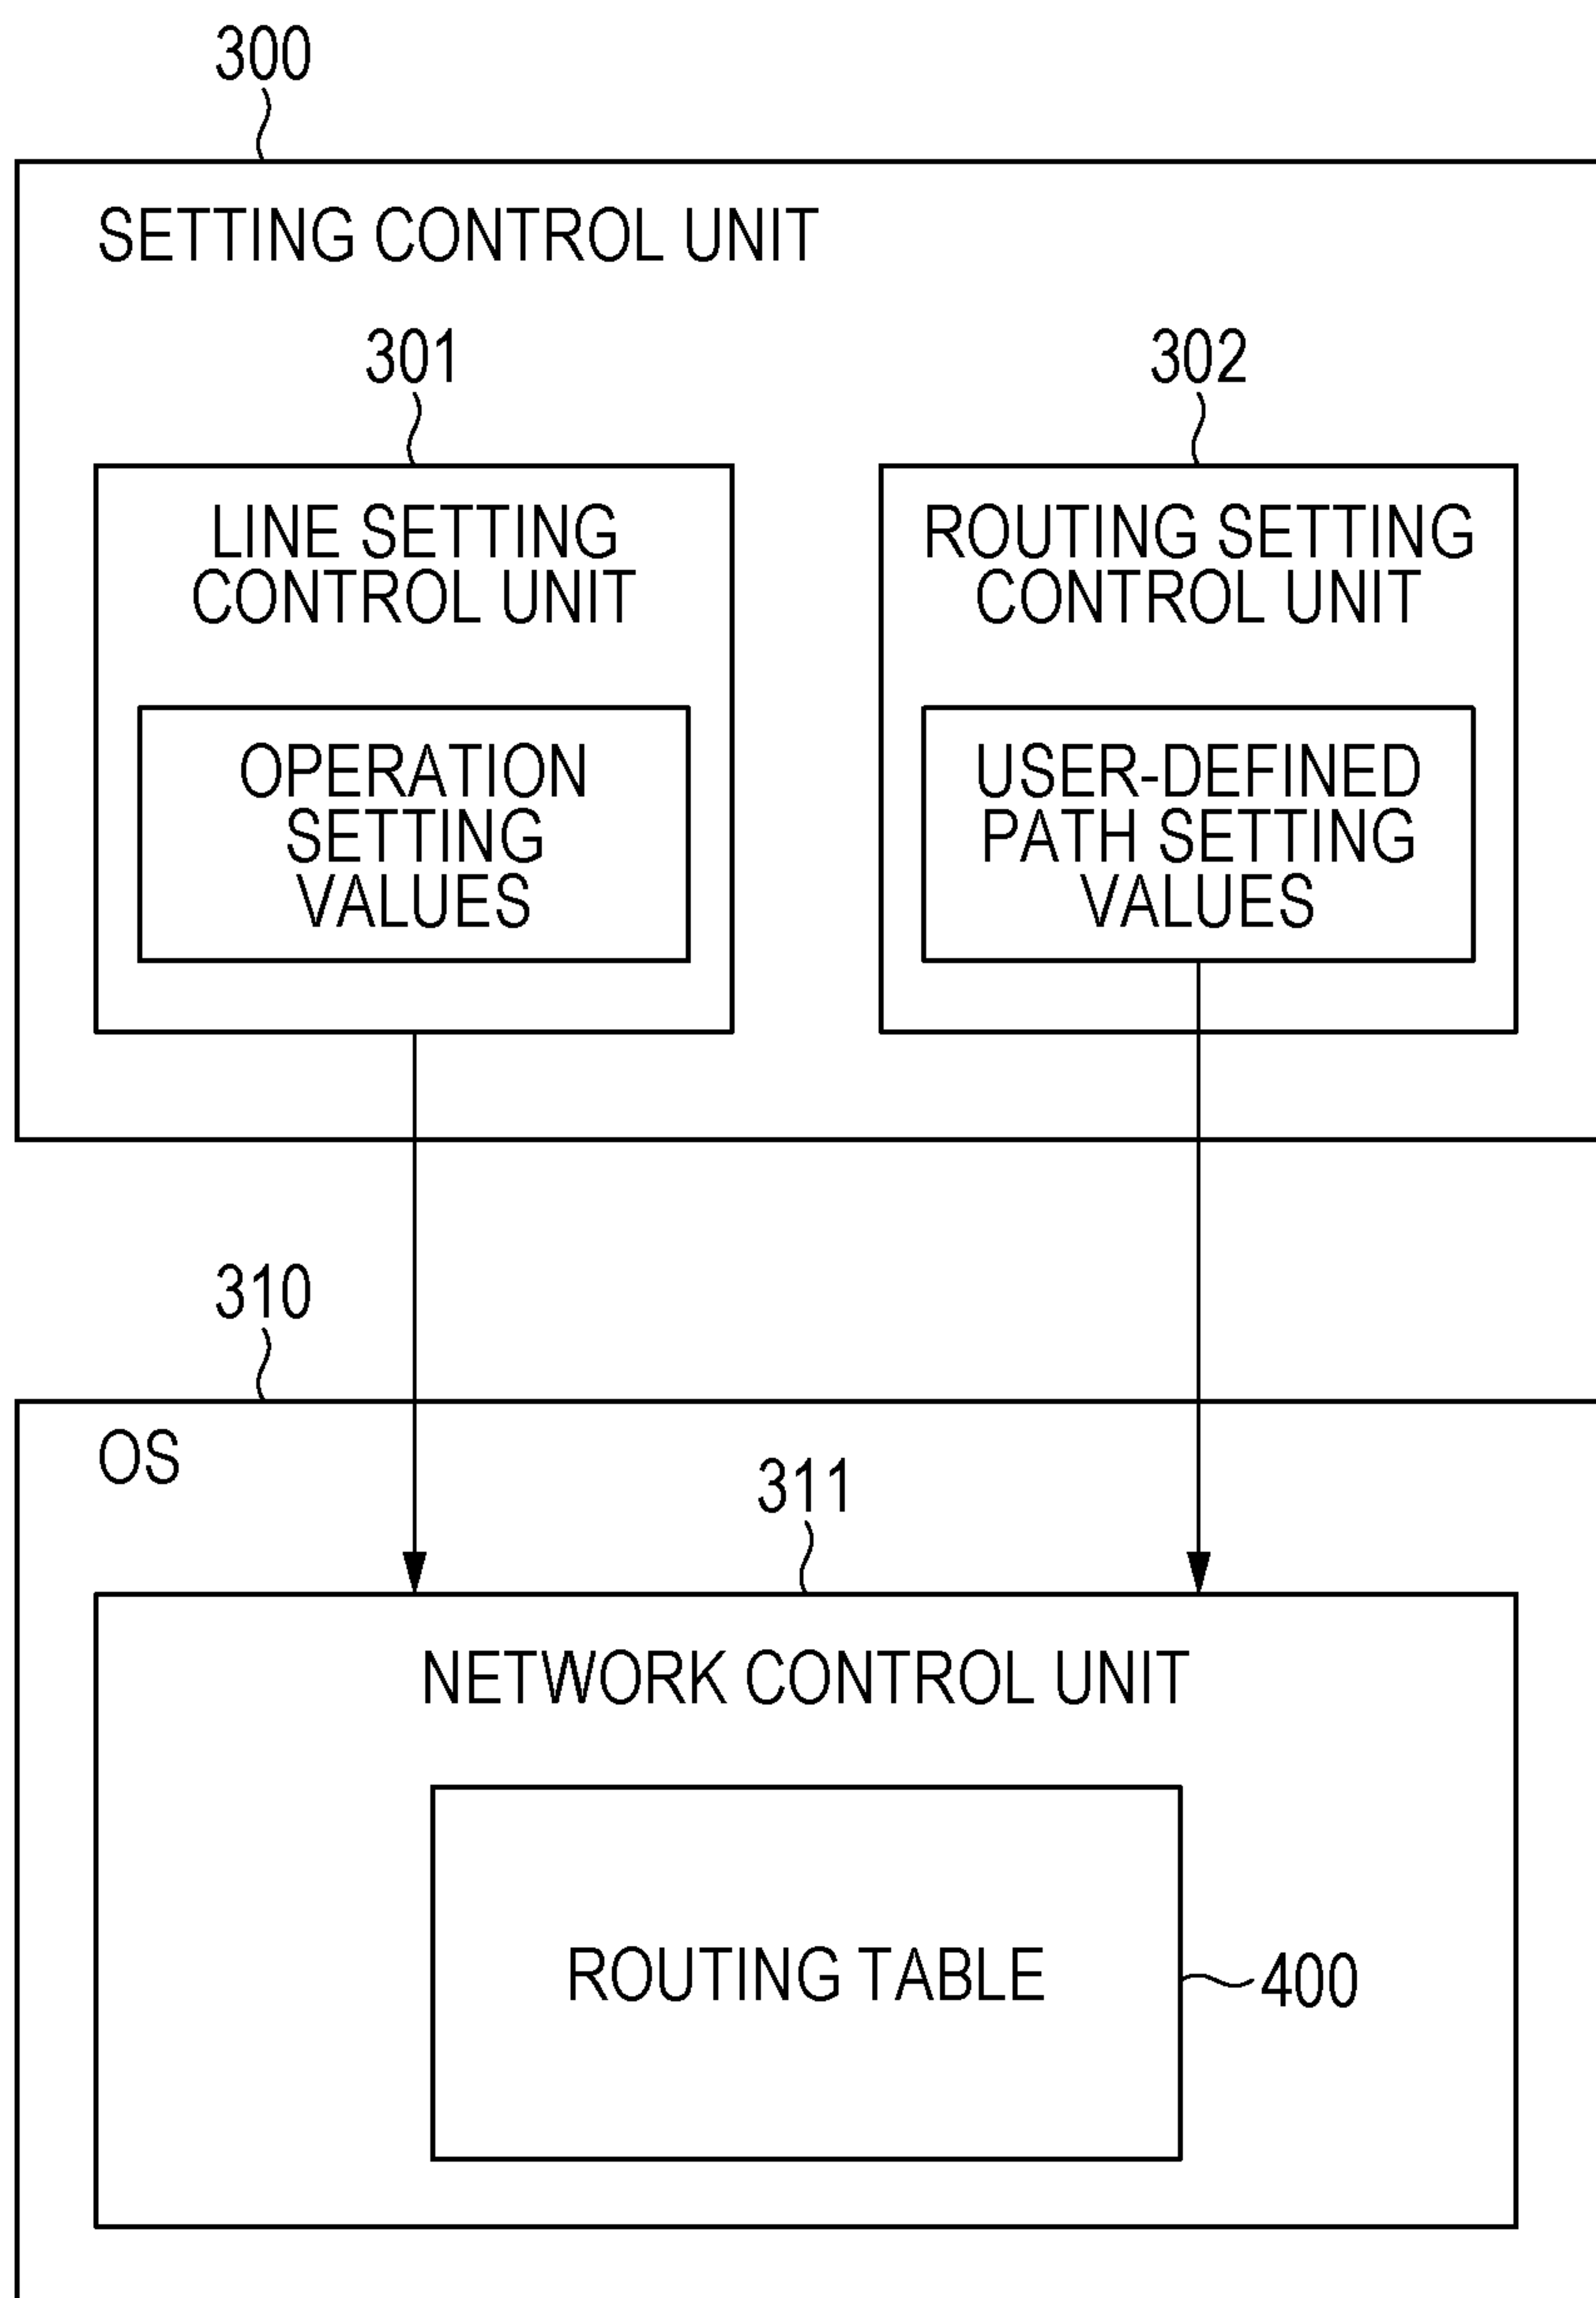 300
SETTING CONTROL UNIT
301
302
LINE SETTING
CONTROL UNIT
ROUTING SETTING
CONTROL UNIT
OPERATION
SETTING
VALUES
USER-DEFINED
PATH SETTING
VALUES
310
OS
311
NETWORK CONTROL UNIT
ROUTING TABLE
400